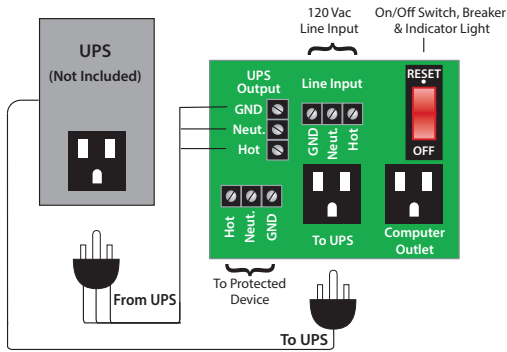 120 Vac
Line Input
On/Off Switch, Breaker
& Indicator Light
UPS
(Not Included)
UPS
Output
GND
Neut.
Hot
Line Input
GND
Neut.
Hot
RESET
OFF
Hot
Neut.
GND
To UPS
Computer
Outlet
To Protected
Device
From UPS
To UPS